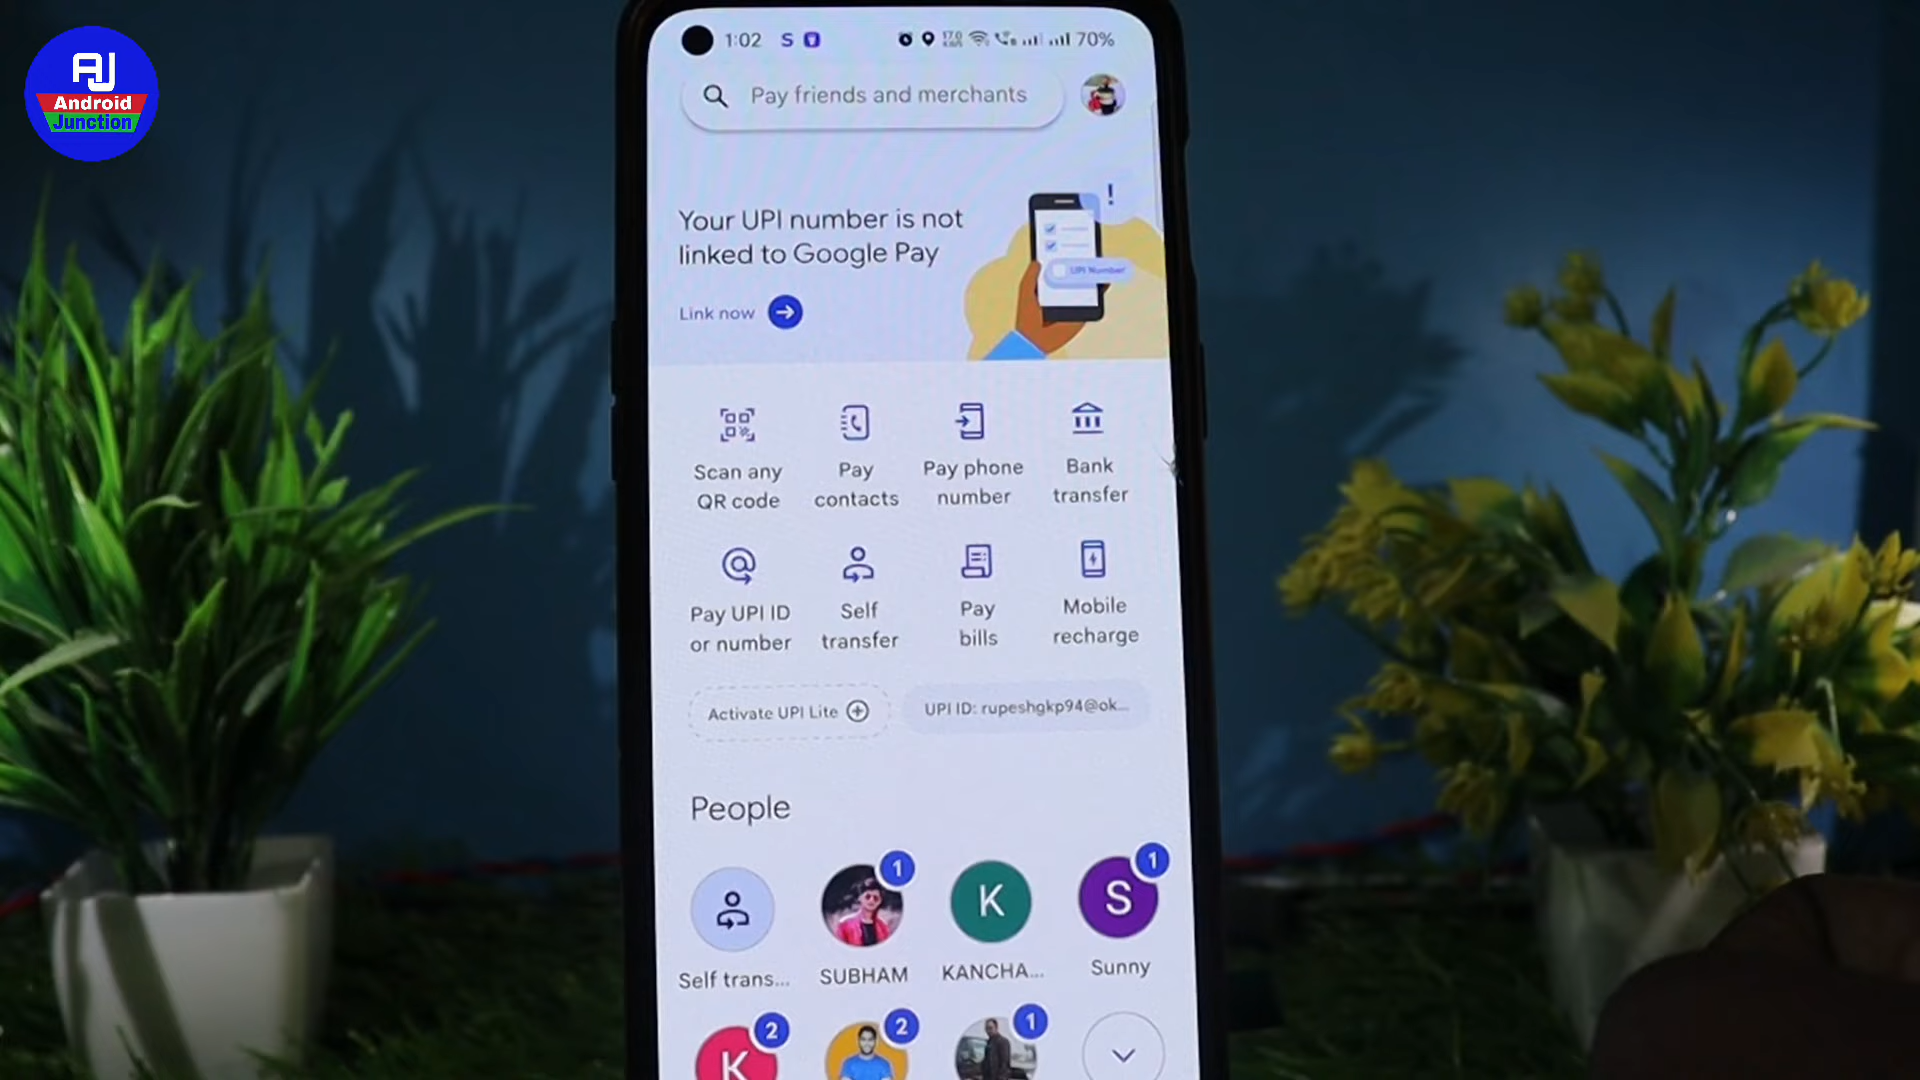 AJ
Android
Junction
1:02 S 70%
Pay friends and merchants
Your UPI number is not
linked to Google Pay
Link now
!
UPI Number
Scan any
QR code
Pay
contacts
Pay phone
number
Bank
transfer
Pay UPI ID
or number
Self
transfer
Pay
bills
Mobile
recharge
Activate UPI Lite
UPI ID: rupeshgkp94@ok...
People
1
K
S
1
Self trans...
SUBHAM
KANCHA...
Sunny
K
2
2
1